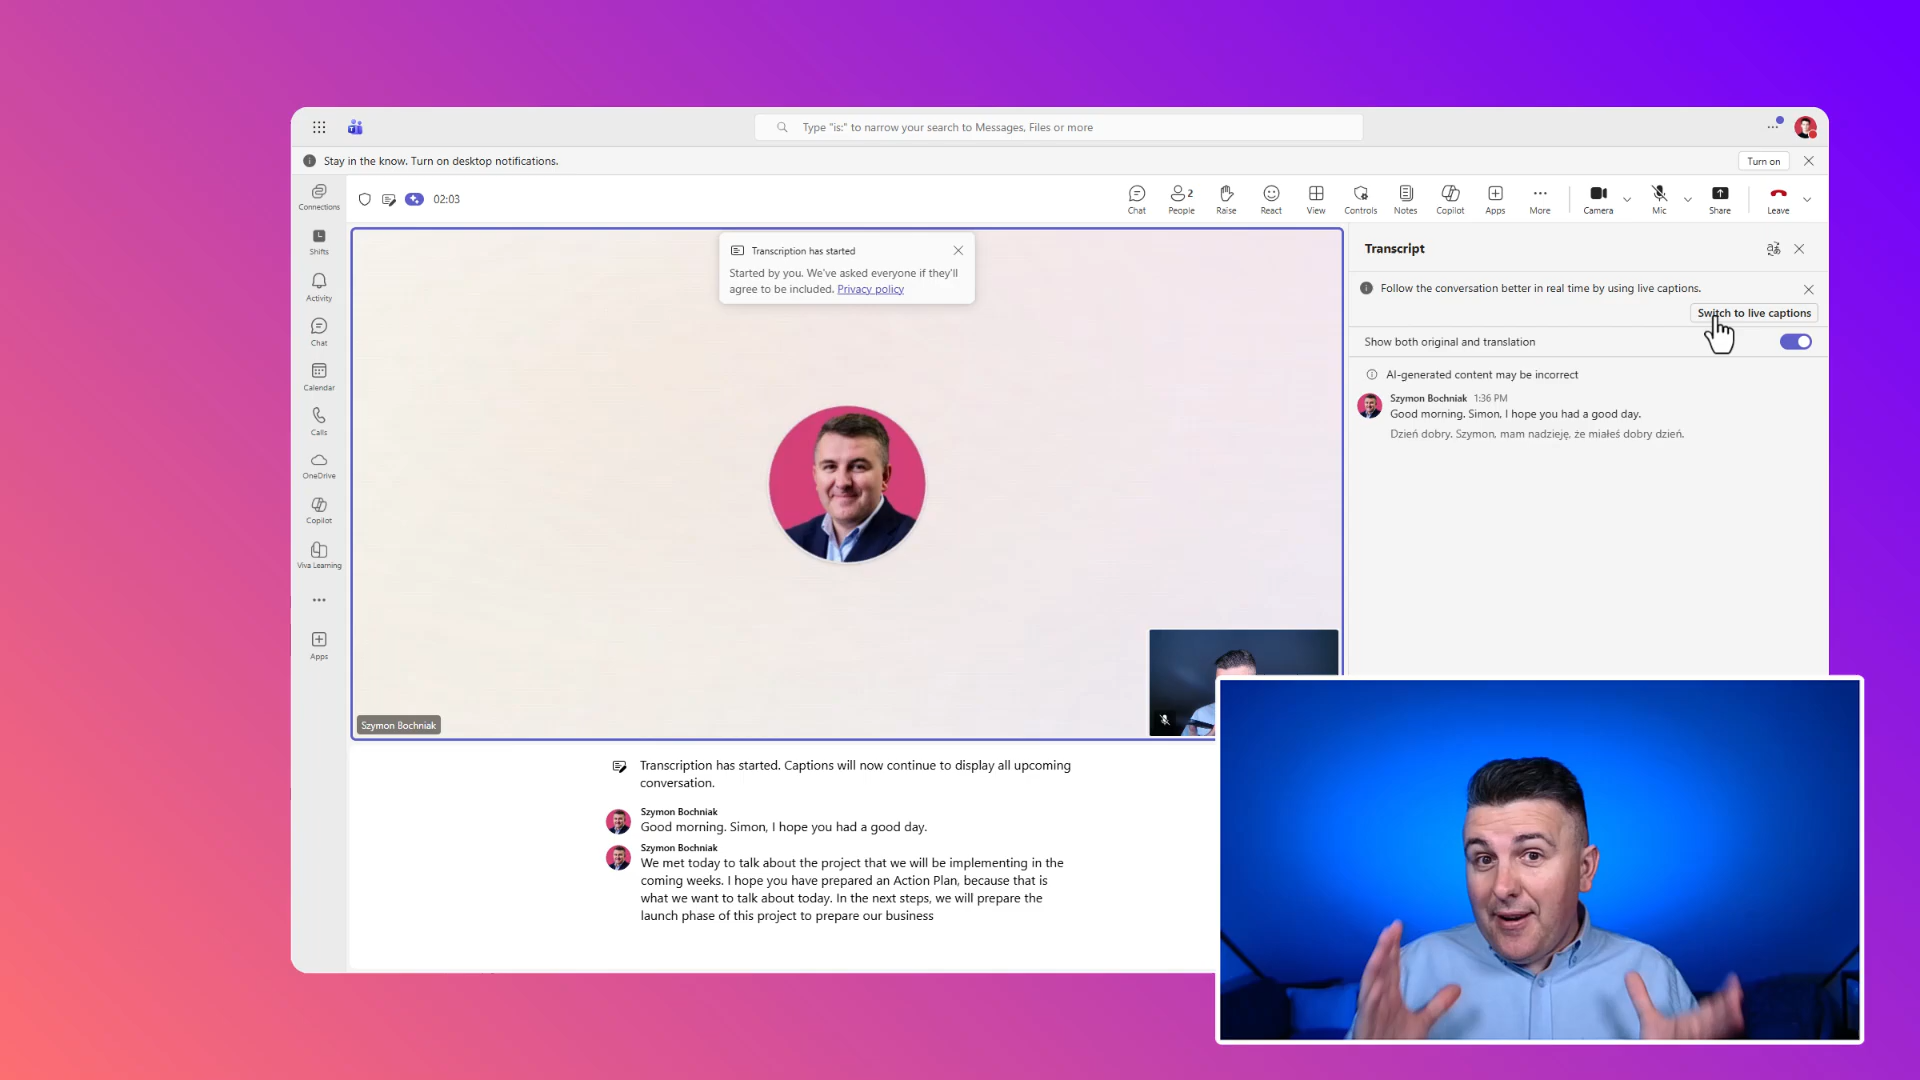 Type "is:" to narrow your search to Messages, Files or more
Stay in the know. Turn on desktop notifications.
Turn on
Connections
Shifts
Activity
Chat
Calendar
Calls
OneDrive
Copilot
Viva Learning
Apps
02:03
Chat
2
People
Raise
React
View
Controls
Notes
Copilot
Apps
More
Camera
Mic
Share
Leave
Transcription has started
Started by you. We've asked everyone if they'll
agree to be included. Privacy policy
Szymon Bochniak
Transcription has started. Captions will now continue to display all upcoming
conversation.
Szymon Bochniak
Good morning. Simon, I hope you had a good day.
Szymon Bochniak
We met today to talk about the project that we will be implementing in the
coming weeks. I hope you have prepared an Action Plan, because that is
what we want to talk about today. In the next steps, we will prepare the
launch phase of this project to prepare our business
Transcript
Follow the conversation better in real time by using live captions.
Switch to live captions
Show both original and translation
AI-generated content may be incorrect
Szymon Bochniak 1:36 PM
Good morning. Simon, I hope you had a good day.
Dzień dobry. Szymon, mam nadzieję, że miałeś dobry dzień.